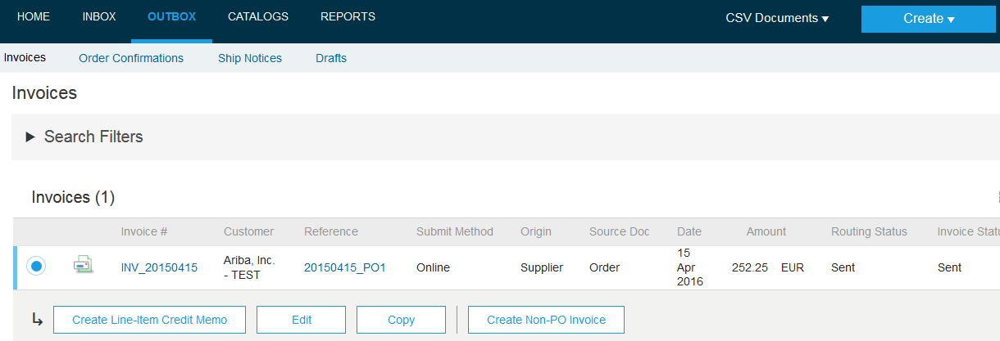 HOME INBOX OUTBOX CATALOGS REPORTS CSV Documents Create
Invoices Order Confirmations Ship Notices Drafts
Invoices
Search Filters
Invoices (1)
Invoice # Customer Reference Submit Method Origin Source Doc Date Amount Routing Status Invoice Statu
INV_20150415 Ariba, Inc. - TEST 20150415_PO1 Online Supplier Order 15 Apr 2016 252.25 EUR Sent Sent
Create Line-Item Credit Memo Edit Copy Create Non-PO Invoice